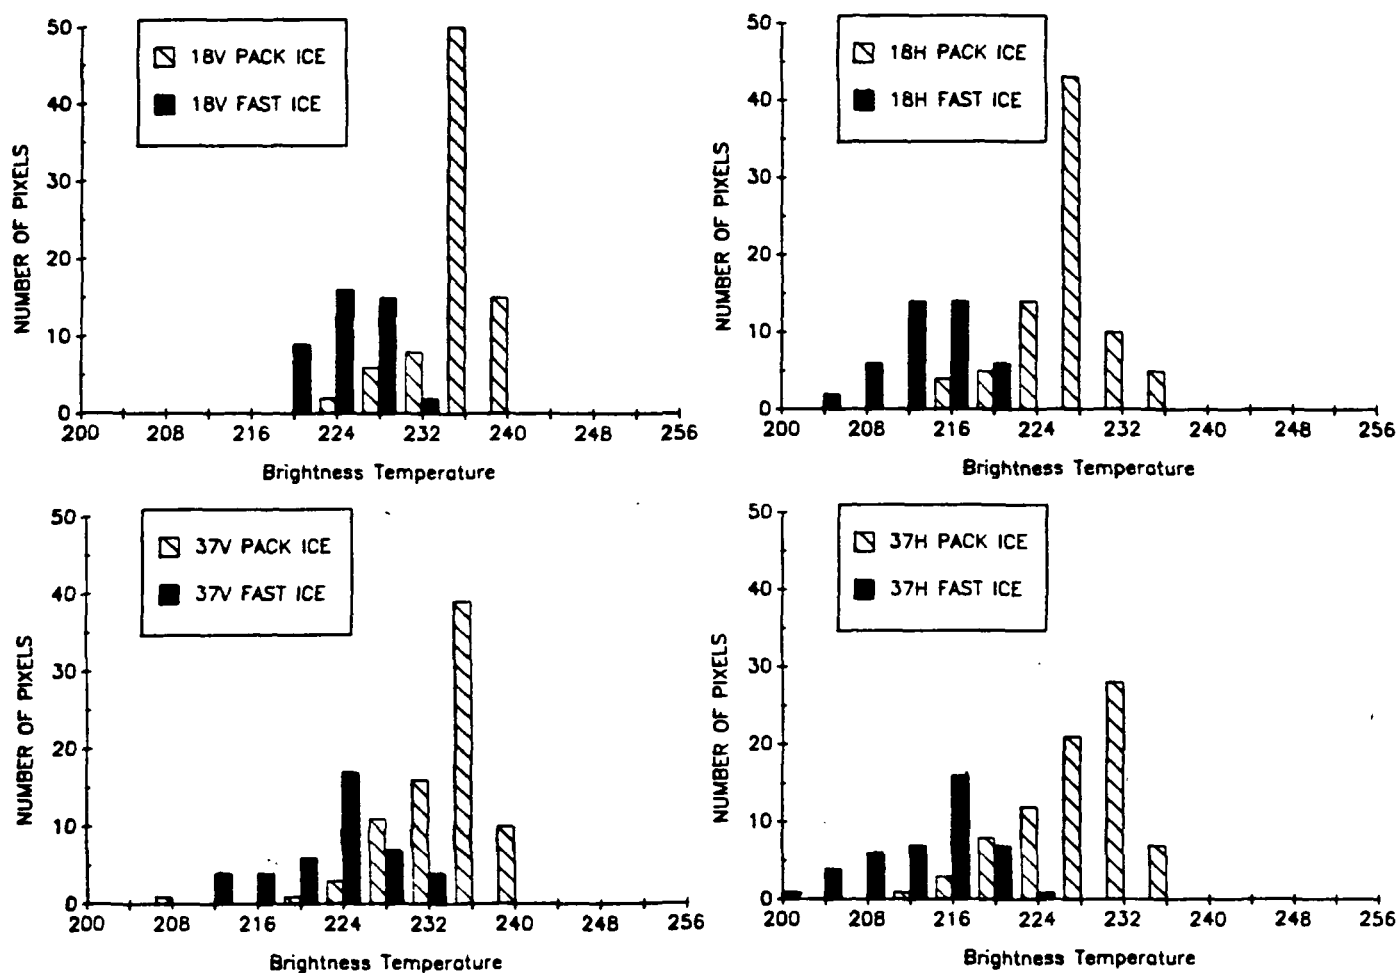 18V PACK ICE
18V FAST ICE
NUMBER OF PIXELS
50
40
30
20
10
0
200 208 216 224 232 240 248 256
Brightness Temperature
18H PACK ICE
18H FAST ICE
NUMBER OF PIXELS
50
40
30
20
10
0
200 208 216 224 232 240 248 256
Brightness Temperature
37V PACK ICE
37V FAST ICE
NUMBER OF PIXELS
50
40
30
20
10
0
200 208 216 224 232 240 248 256
Brightness Temperature
37H PACK ICE
37H FAST ICE
NUMBER OF PIXELS
50
40
30
20
10
0
200 208 216 224 232 240 248 256
Brightness Temperature